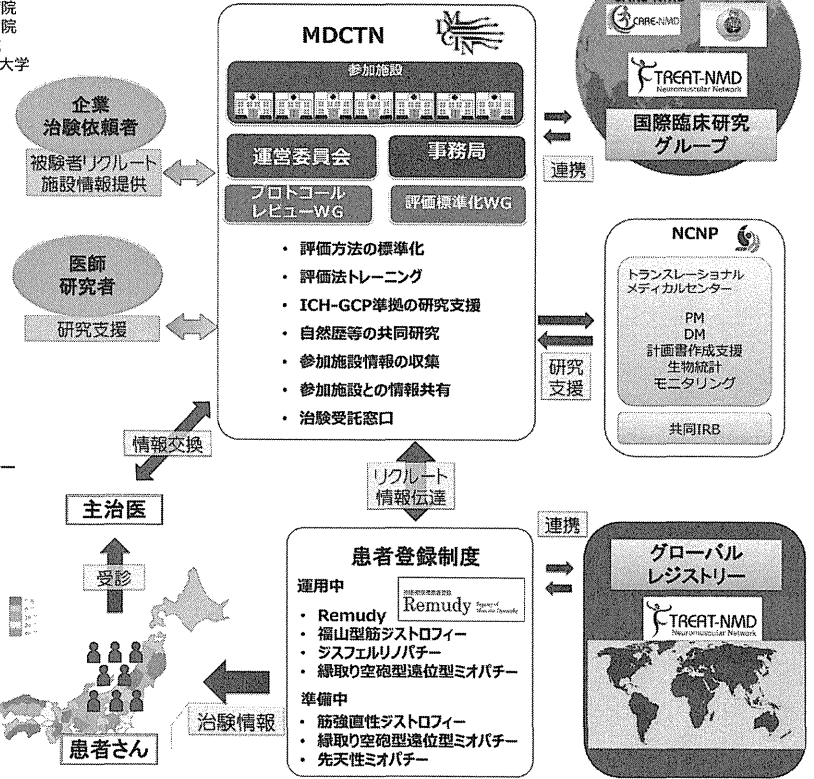 院
院
大学
MDCTN
参加施設
運営委員会
事務局
プロトコール
レビューWG
評価標準化WG
・ 評価方法の標準化
・ 評価法トレーニング
・ ICH-GCP準拠の研究支援
・ 自然歴等の共同研究
・ 参加施設情報の収集
・ 参加施設との情報共有
・ 治験受託窓口
企業
治験依頼者
被験者リクルート
施設情報提供
医師
研究者
研究支援
CARE-NMD
TREAT-NMD
Neuromuscular Network
国際臨床研究
グループ
連携
NCNP
トランスレーショナル
メディカルセンター
PM
DM
計画書作成支援
生物統計
モニタリング
共同IRB
研究
支援
情報交換
主治医
受診
患者さん
リクルート
情報伝達
患者登録制度
運用中
Remudy
・ Remudy
・ 福山型筋ジストロフィー
・ ジスフェルリノパチー
・ 縁取り空砲型遠位型ミオパチー
準備中
・ 筋強直性ジストロフィー
・ 縁取り空砲型遠位型ミオパチー
・ 先天性ミオパチー
治験情報
連携
グローバル
レジストリー
TREAT-NMD
Neuromuscular Network